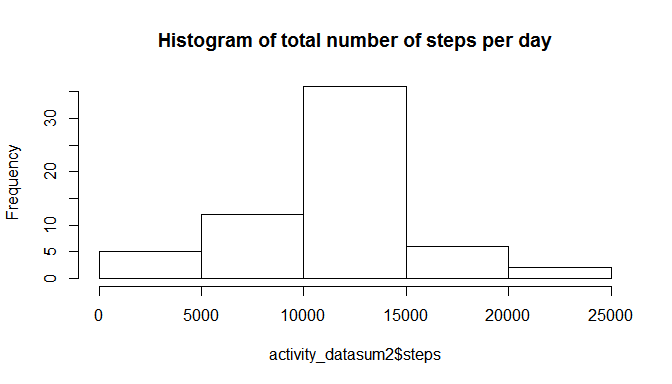 Histogram of total number of steps per day
Frequency
30
20
10
5
0
0 5000 10000 15000 20000 25000
activity_datasum2$steps